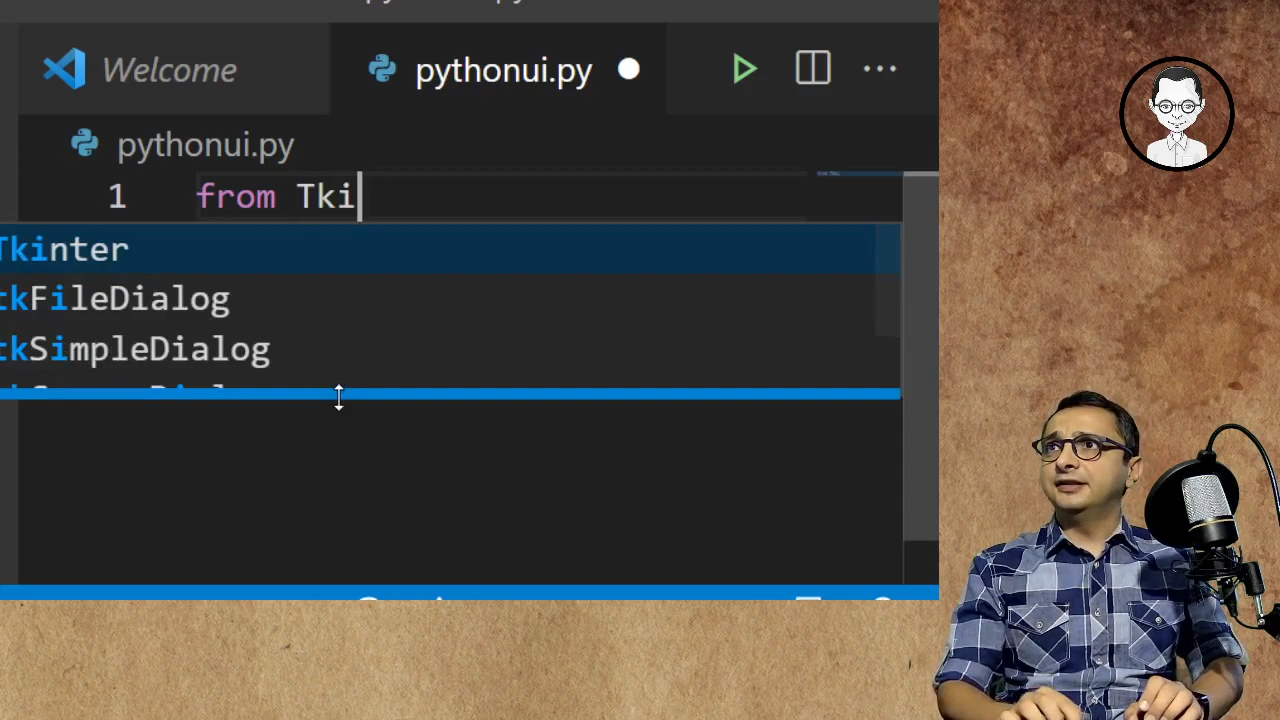 Welcome
pythonui.py
pythonui.py
1 from Tki
Tkinter
tkFileDialog
tkSimpleDialog